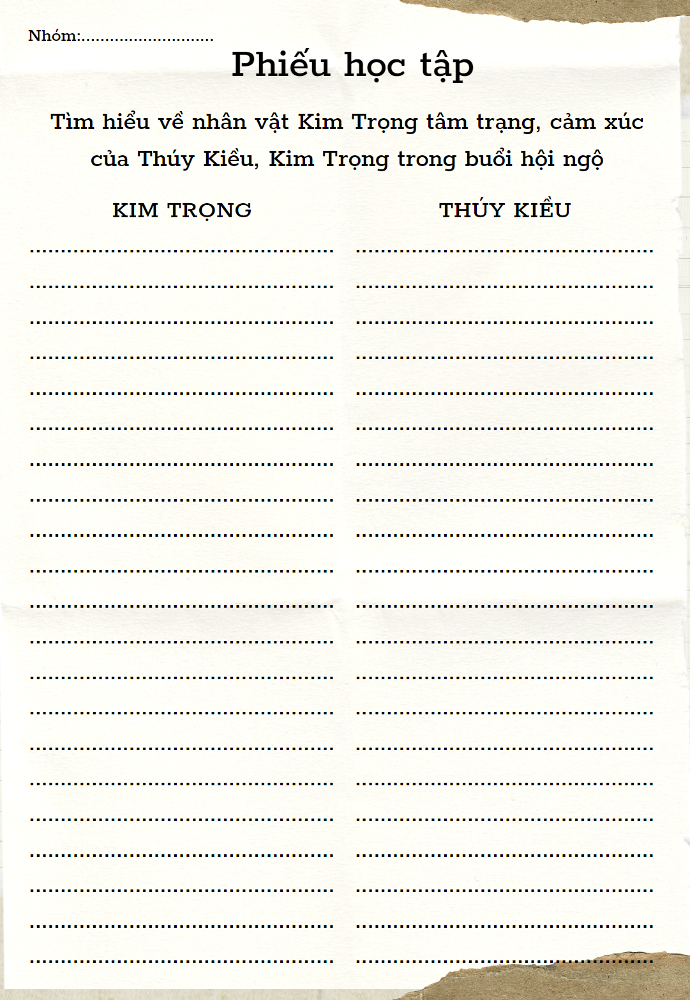 Nhóm:............................
Phiếu học tập
Tìm hiểu về nhân vật Kim Trọng tâm trạng, cảm xúc
của Thúy Kiều, Kim Trọng trong buổi hội ngộ
KIM TRỌNG
THÚY KIỀU